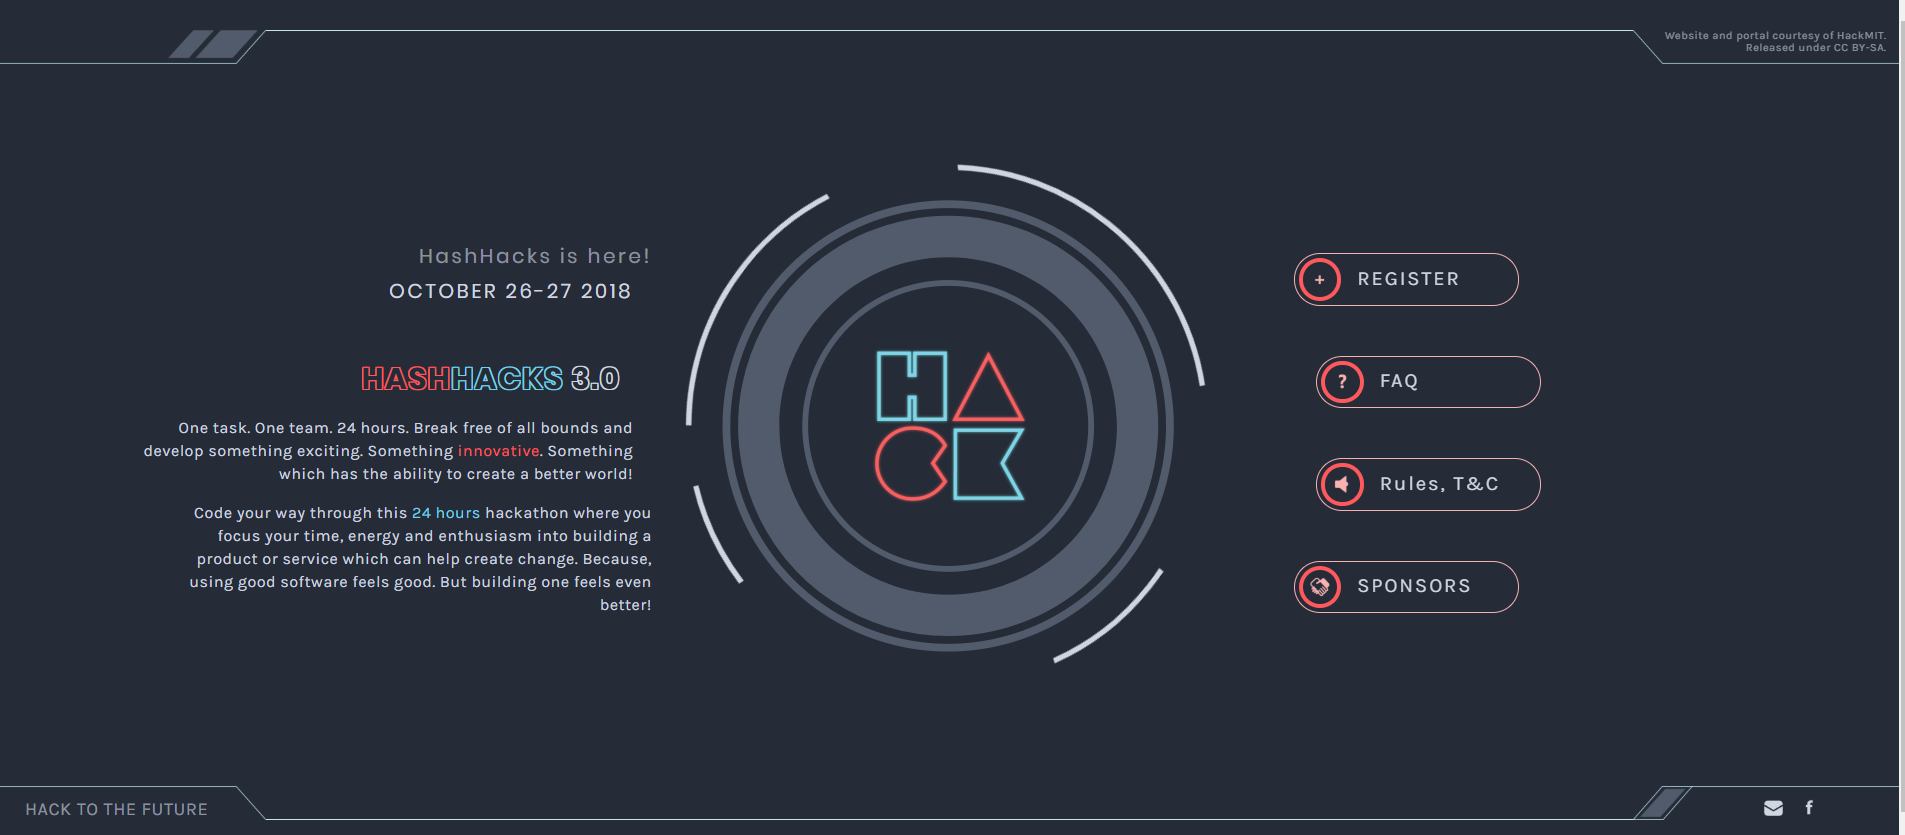 Website and portal courtesy of HackMIT.
Released under CC BY-SA.
HashHacks is here!
OCTOBER 26-27 2018
HASHHACKS 3.0
One task. One team. 24 hours. Break free of all bounds and
develop something exciting. Something innovative. Something
which has the ability to create a better world!
Code your way through this 24 hours hackathon where you
focus your time, energy and enthusiasm into building a
product or service which can help create change. Because,
using good software feels good. But building one feels even
better!
HA
CK
+ REGISTER
? FAQ
Rules, T&C
SPONSORS
HACK TO THE FUTURE
f